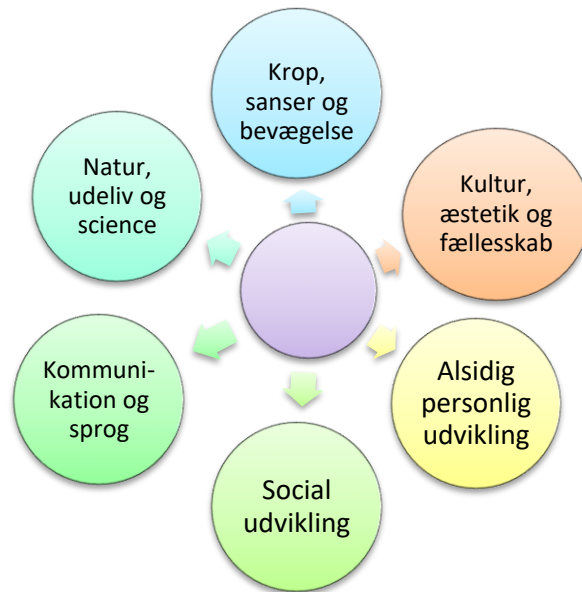 Krop,
sanser og
bevægelse
Kultur,
æstetik og
fællesskab
Alsidig
personlig
udvikling
Social
udvikling
Kommuni-
kation og
sprog
Natur,
udeliv og
science